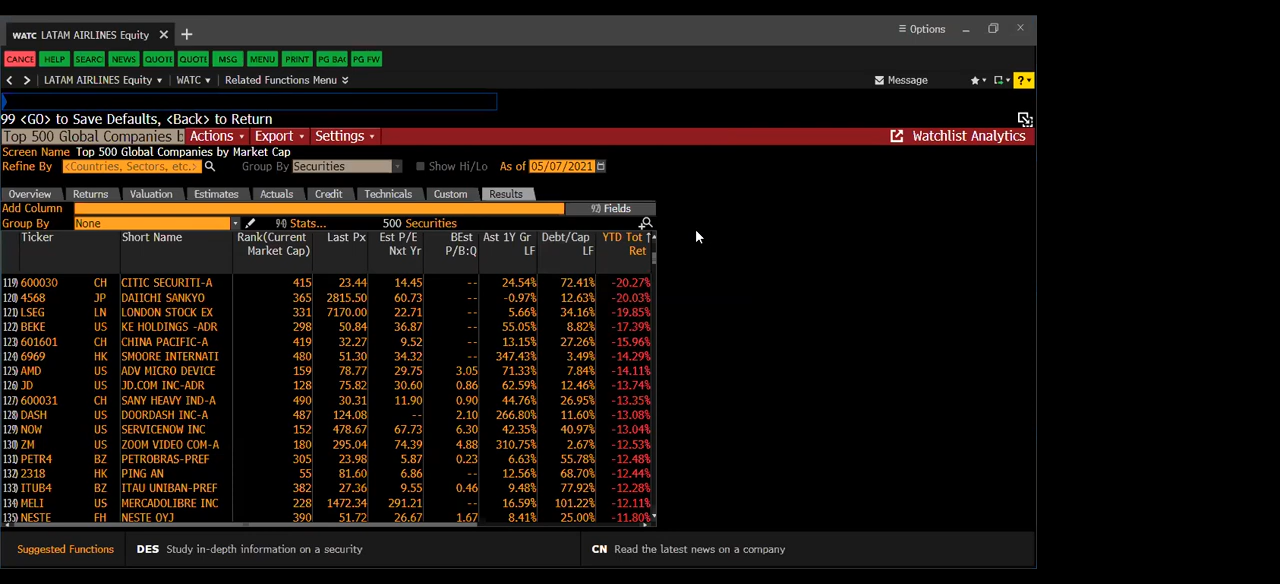 WATC LATAM AIRLINES Equity × + Options
CANCE HELP SEARC NEWS QUOTE QUOTE MSG MENU PRINT PG BAC PG FW
LATAM AIRLINES Equity WATC Related Functions Menu Message ?
99 <GO> to Save Defaults, <Back> to Return
Top 500 Global Companies b Actions Export Settings Watchlist Analytics
Screen Name Top 500 Global Companies by Market Cap
Refine By <Countries, Sectors, etc.> Group By Securities Show Hi/Lo As of 05/07/2021
Overview Returns Valuation Estimates Actuals Credit Technicals Custom Results
Add Column 92) Fields
Group By None 94) Stats... 500 Securities
Ticker Short Name Rank(Current Last Px Est P/E BEst Ast 1Y Gr Debt/Cap YTD Tot ↑
Market Cap) Nxt Yr P/B:Q LF LF Ret
119) 600030 CH CITIC SECURITI-A 415 23.44 14.45 -- 24.54% 72.41% -20.27%
120) 4568 JP DAIICHI SANKYO 365 2815.50 60.73 -- -0.97% 12.63% -20.03%
121) LSEG LN LONDON STOCK EX 331 7170.00 22.71 -- 5.66% 34.16% -19.85%
122) BEKE US KE HOLDINGS -ADR 298 50.84 36.87 -- 55.05% 8.82% -17.39%
123) 601601 CH CHINA PACIFIC-A 419 32.27 9.52 -- 13.15% 27.26% -15.96%
124) 6969 HK SMOORE INTERNATI 480 51.30 34.32 -- 347.43% 3.49% -14.29%
125) AMD US ADV MICRO DEVICE 159 78.77 29.75 3.05 71.33% 7.84% -14.11%
126) JD US JD.COM INC-ADR 128 75.82 30.60 0.86 62.59% 12.46% -13.74%
127) 600031 CH SANY HEAVY IND-A 490 30.31 11.90 0.90 44.76% 26.95% -13.35%
128) DASH US DOORDASH INC-A 487 124.08 -- 2.10 266.80% 11.60% -13.08%
129) NOW US SERVICENOW INC 152 478.67 67.73 6.30 42.35% 40.97% -13.04%
130) ZM US ZOOM VIDEO COM-A 180 295.04 74.39 4.88 310.75% 2.67% -12.53%
131) PETR4 BZ PETROBRAS-PREF 305 23.98 5.87 0.23 6.63% 55.78% -12.48%
132) 2318 HK PING AN 55 81.60 6.86 -- 12.56% 68.70% -12.44%
133) ITUB4 BZ ITAU UNIBAN-PREF 382 27.36 9.55 0.46 9.48% 77.92% -12.28%
134) MELI US MERCADOLIBRE INC 228 1472.34 291.21 -- 16.59% 101.22% -12.11%
135) NESTE FH NESTE OYJ 390 51.72 26.67 1.67 8.41% 25.00% -11.80%
Suggested Functions DES Study in-depth information on a security CN Read the latest news on a company